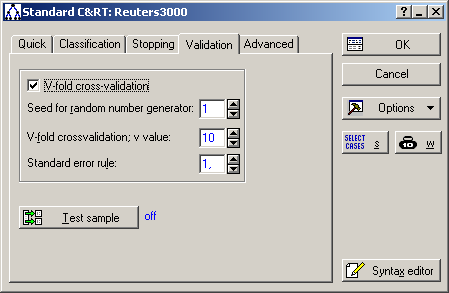 Standard C&RT: Reuters3000
Quick Classification Stopping Validation Advanced
V-fold cross-validation
Seed for random number generator: 1
V-fold crossvalidation; v value: 10
Standard error rule: 1,
Test sample off
OK
Cancel
Options
SELECT CASES S
10 W
Syntax editor